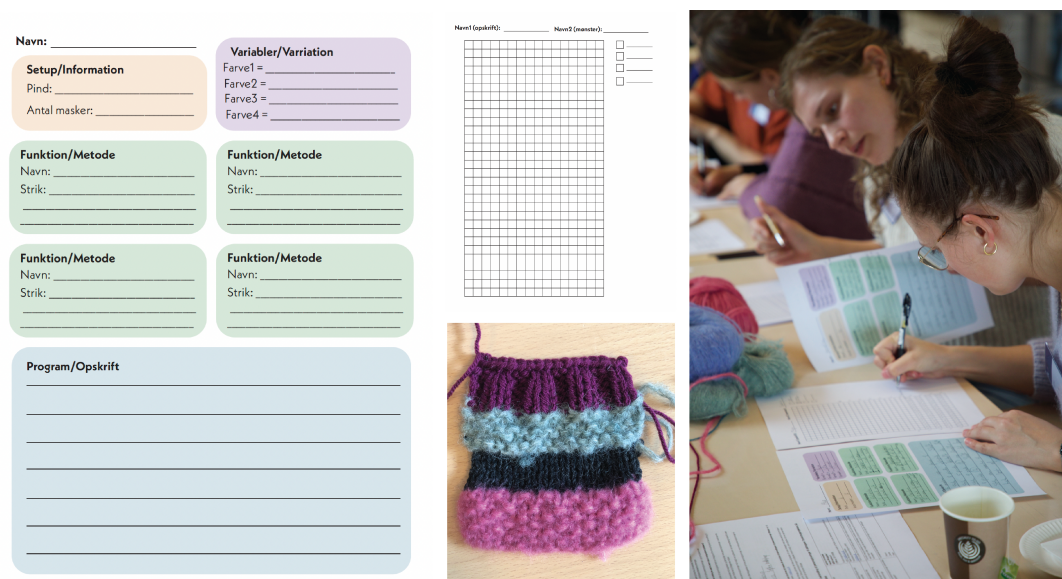 Navn:
Setup/Information
Pind:
Antal masker:
Variabler/Varriation
Farve1 =
Farve2 =
Farve3 =
Farve4 =
Funktion/Metode
Navn:
Strik:
Funktion/Metode
Navn:
Strik:
Funktion/Metode
Navn:
Strik:
Funktion/Metode
Navn:
Strik:
Program/Opskrift
Navn1 (opskrift):
Navn2 (mønster):